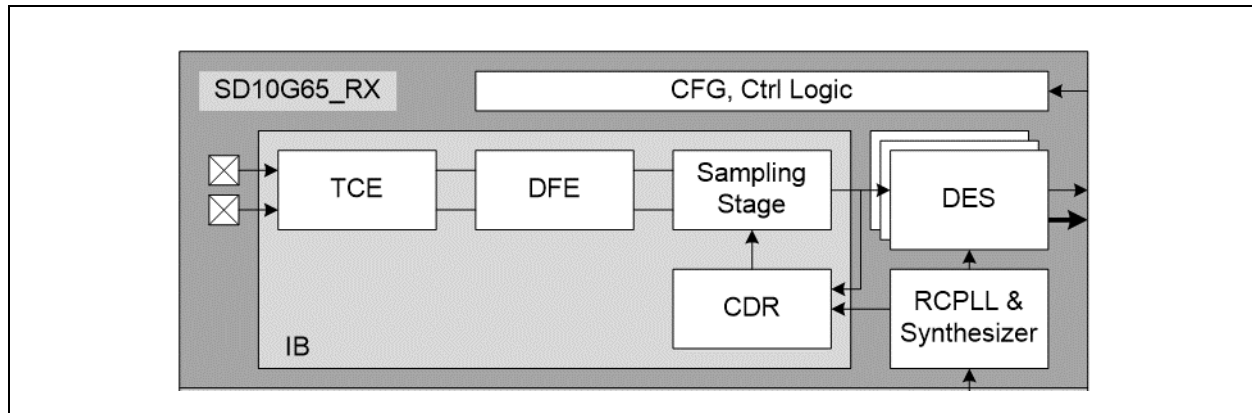 SD10G65_RX
CFG, Ctrl Logic
TCE
DFE
Sampling
Stage
DES
CDR
RCPLL &
Synthesizer
IB